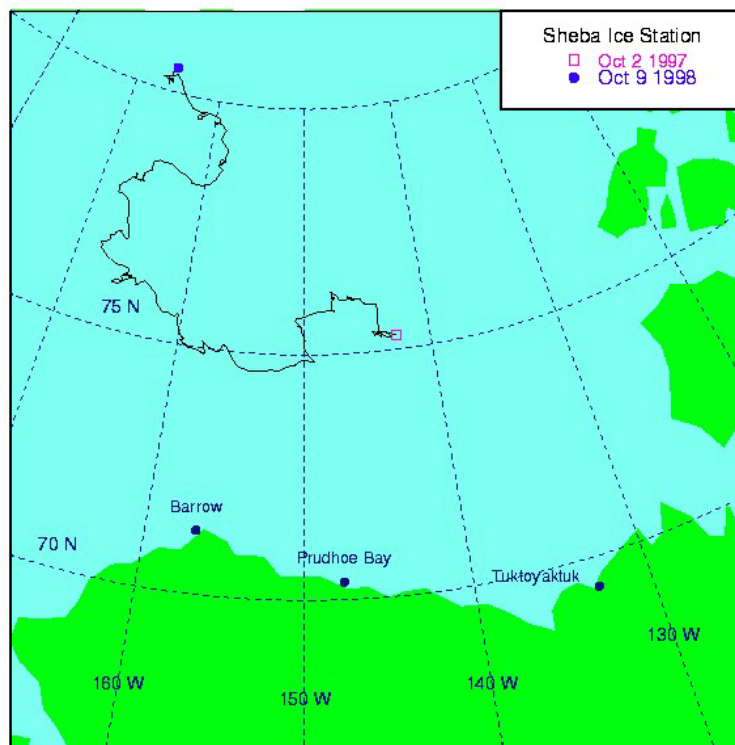 Sheba Ice Station
Oct 2 1997
Oct 9 1998
75 N
Barrow
70 N
Prudhoe Bay
Tuktoyaktuk
130 W
160 W
140 W
150 W